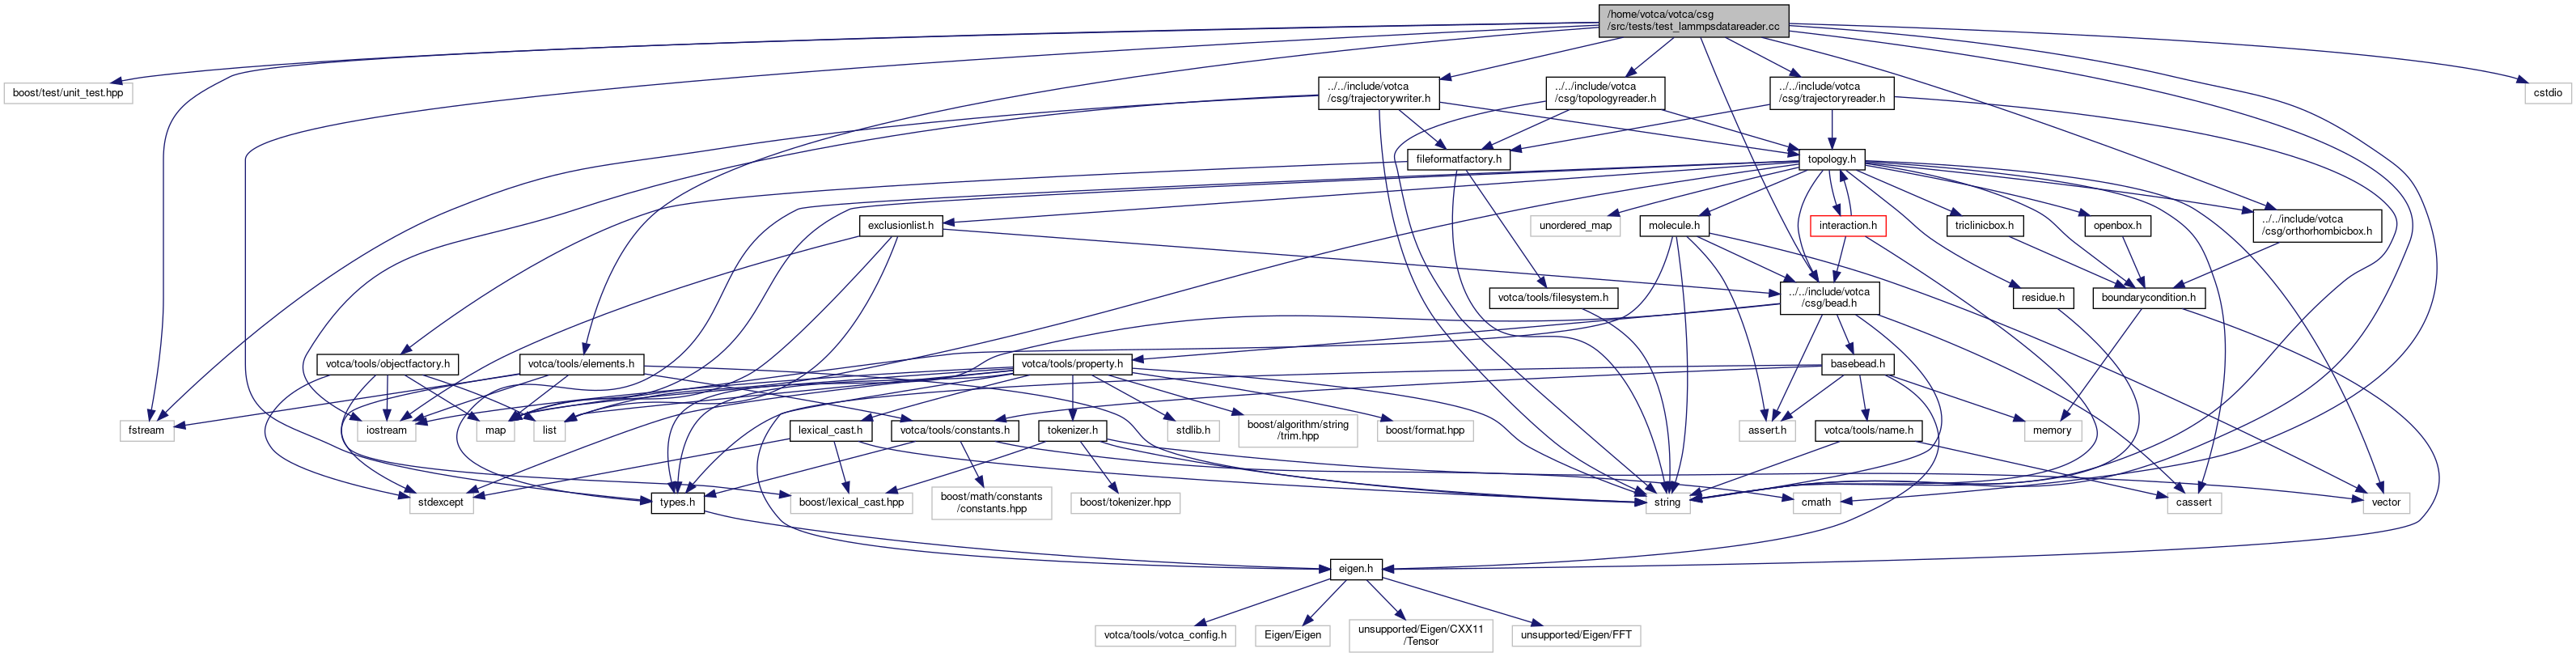 /home/votca/votca/csg
/src/tests/test_lammpsdatareader.cc
boost/test/unit_test.hpp
../../include/votca
/csg/trajectorywriter.h
../../include/votca
/csg/topologyreader.h
../../include/votca
/csg/trajectoryreader.h
cstdio
fileformatfactory.h
topology.h
exclusionlist.h
unordered_map
molecule.h
interaction.h
triclinicbox.h
openbox.h
../../include/votca
/csg/orthorhombicbox.h
votca/tools/filesystem.h
../../include/votca
/csg/bead.h
residue.h
boundarycondition.h
votca/tools/objectfactory.h
votca/tools/elements.h
votca/tools/property.h
basebead.h
fstream
iostream
map
list
lexical_cast.h
votca/tools/constants.h
tokenizer.h
stdlib.h
boost/algorithm/string
/trim.hpp
boost/format.hpp
assert.h
votca/tools/name.h
memory
stdexcept
types.h
boost/lexical_cast.hpp
boost/math/constants
/constants.hpp
boost/tokenizer.hpp
string
cmath
cassert
vector
eigen.h
votca/tools/votca_config.h
Eigen/Eigen
unsupported/Eigen/CXX11
/Tensor
unsupported/Eigen/FFT